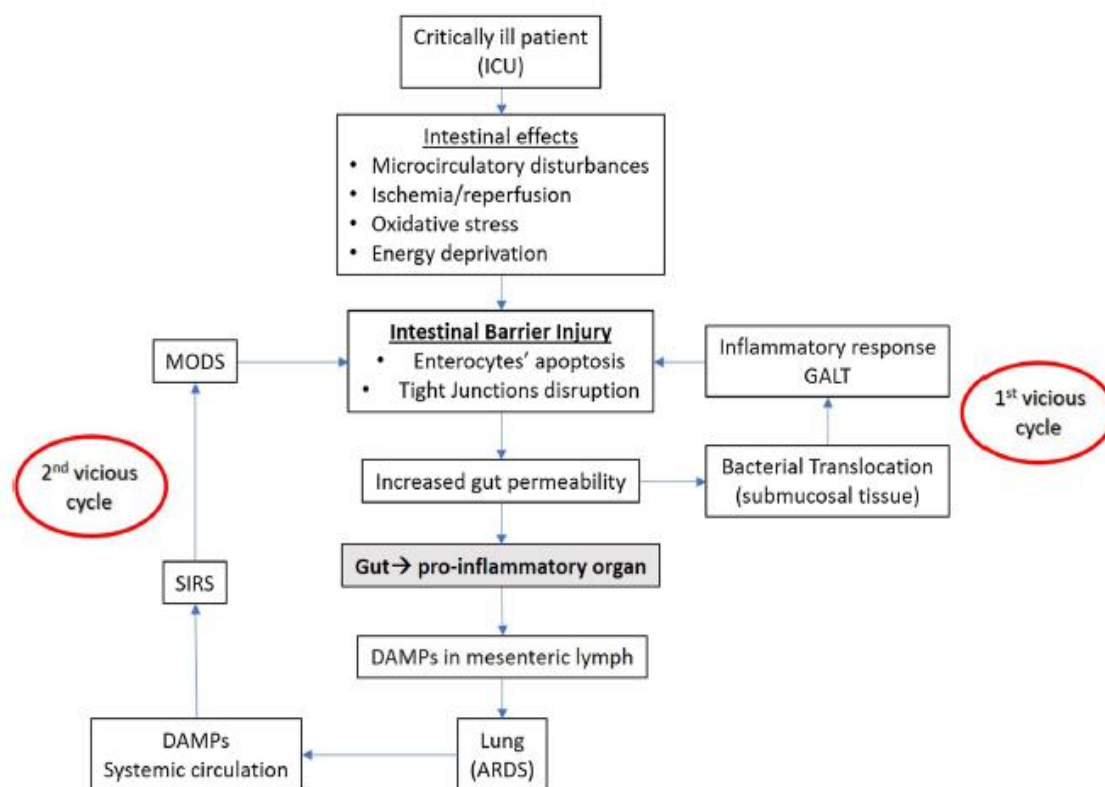 Critically ill patient
(ICU)
Intestinal effects
• Microcirculatory disturbances
• Ischemia/reperfusion
• Oxidative stress
• Energy deprivation
Intestinal Barrier Injury
• Enterocytes’ apoptosis
• Tight Junctions disruption
MODS
Inflammatory response
GALT
1st vicious
cycle
2nd vicious
cycle
Increased gut permeability
Bacterial Translocation
(submucosal tissue)
Gut→ pro-inflammatory organ
SIRS
DAMPs in mesenteric lymph
DAMPs
Systemic circulation
Lung
(ARDS)